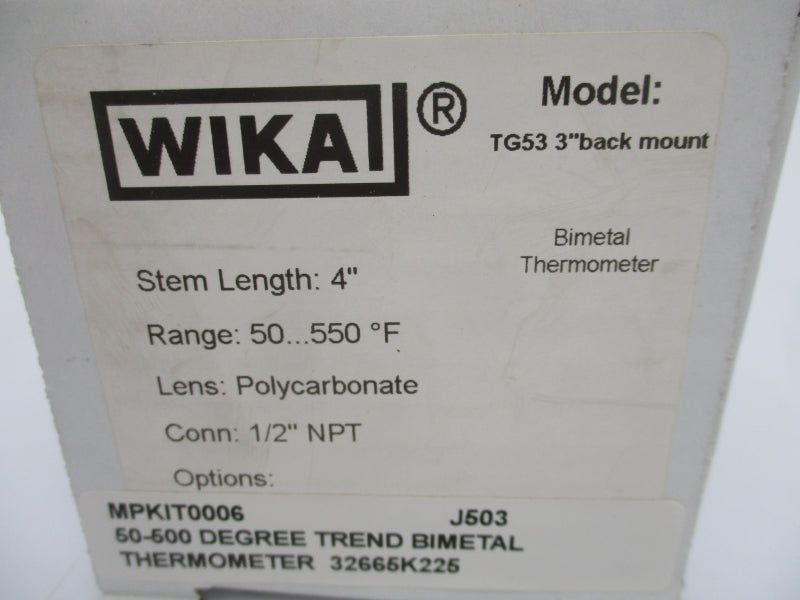 WIKA ®
Model:
TG53 3"back mount
Bimetal
Thermometer
Stem Length: 4"
Range: 50...550 °F
Lens: Polycarbonate
Conn: 1/2" NPT
Options:
MPKIT0006 J503
50-500 DEGREE TREND BIMETAL
THERMOMETER 32665K225